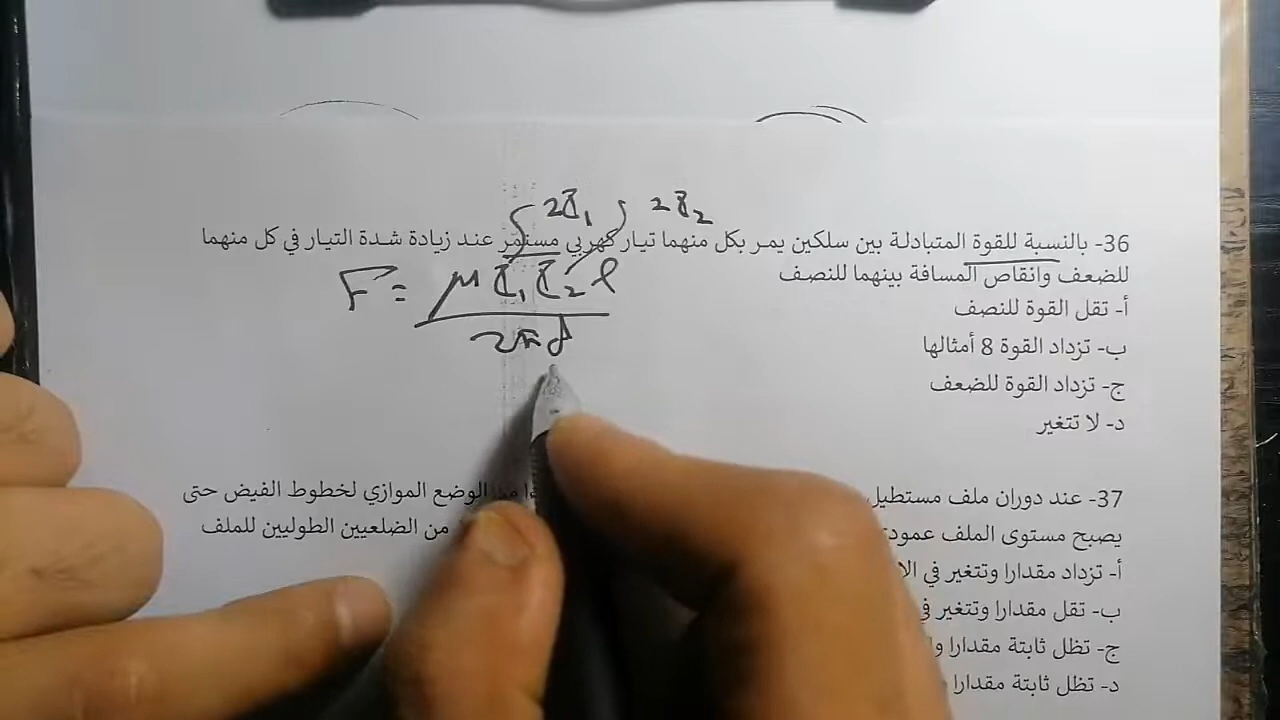 2I₁ 2I₂
36- بالنسبة للقوة المتبادلة بين سلكين يمر بكل منهما تيار كهربي مستمر عند زيادة شدة التيار في كل منهما
للضعف وانقاص المسافة بينهما للنصف
F = μ I₁ I₂ ℓ / 2πd
أ- تقل القوة للنصف
ب- تزداد القوة 8 أمثالها
ج- تزداد القوة للضعف
د- لا تتغير
37- عند دوران ملف مستطيل من الوضع الموازي لخطوط الفيض حتى
يصبح مستوى الملف من الضلعيين الطوليين للملف
أ- تزداد مقدارا وتتغير في
ب- تقل مقدارا وتتغير
ج- تظل ثابتة مقدارا
د- تظل ثابتة مقدارا